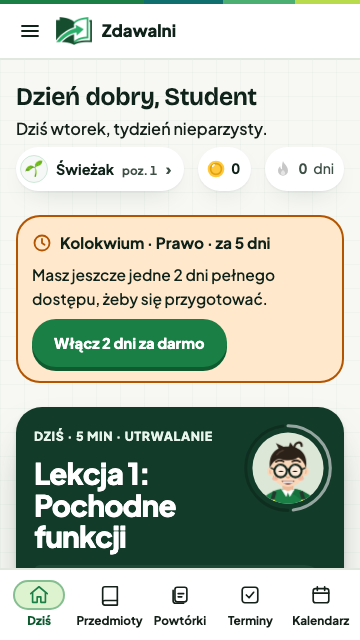 Zdawalni
Dzień dobry, Student
Dziś wtorek, tydzień nieparzysty.
Świeżak poz. 1 ›
0
0 dni
Kolokwium · Prawo · za 5 dni
Masz jeszcze jedne 2 dni pełnego
dostępu, żeby się przygotować.
Włącz 2 dni za darmo
DZIŚ · 5 MIN · UTRWALANIE
Lekcja 1:
Pochodne
funkcji
Dziś
Przedmioty
Powtórki
Terminy
Kalendarz